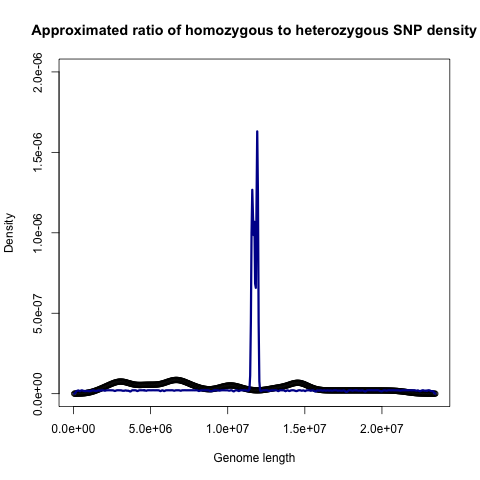 Approximated ratio of homozygous to heterozygous SNP density
2.0e-06
1.5e-06
1.0e-06
5.0e-07
0.0e+00
Density
0.0e+00 5.0e+06 1.0e+07 1.5e+07 2.0e+07
Genome length